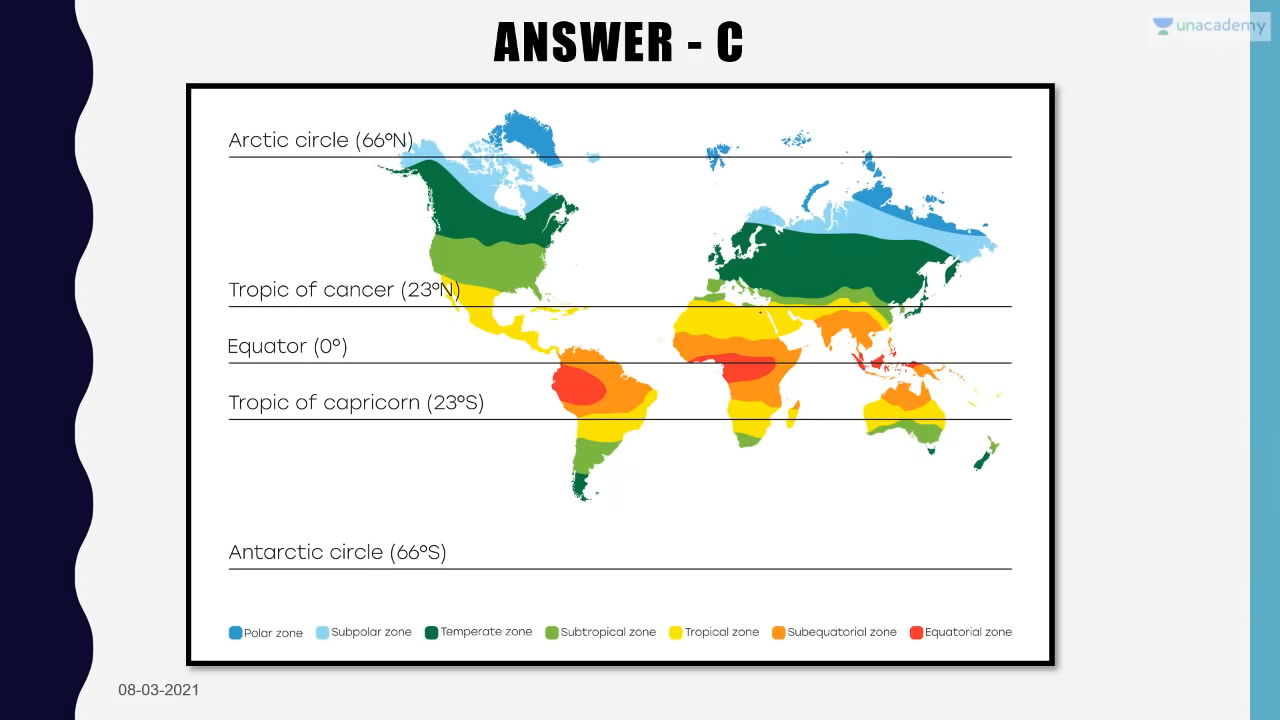 ANSWER - C
unacademy
Arctic circle (66°N)
Tropic of cancer (23°N)
Equator (0°)
Tropic of capricorn (23°S)
Antarctic circle (66°S)
Polar zone Subpolar zone Temperate zone Subtropical zone Tropical zone Subequatorial zone Equatorial zone
08-03-2021